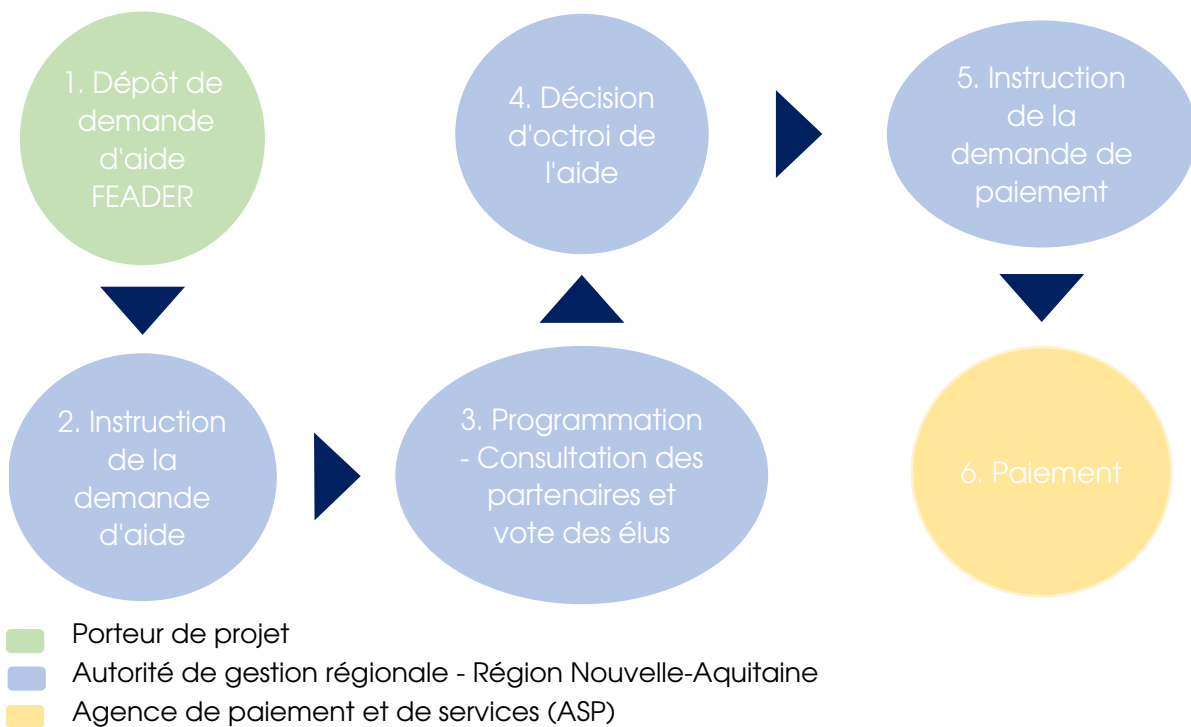 1. Dépôt de
demande
d'aide
FEADER
2. Instruction
de la
demande
d'aide
3. Programmation
- Consultation des
partenaires et
vote des élus
4. Décision
d'octroi de
l'aide
5. Instruction
de la
demande de
paiement
6. Paiement
Porteur de projet
Autorité de gestion régionale - Région Nouvelle-Aquitaine
Agence de paiement et de services (ASP)